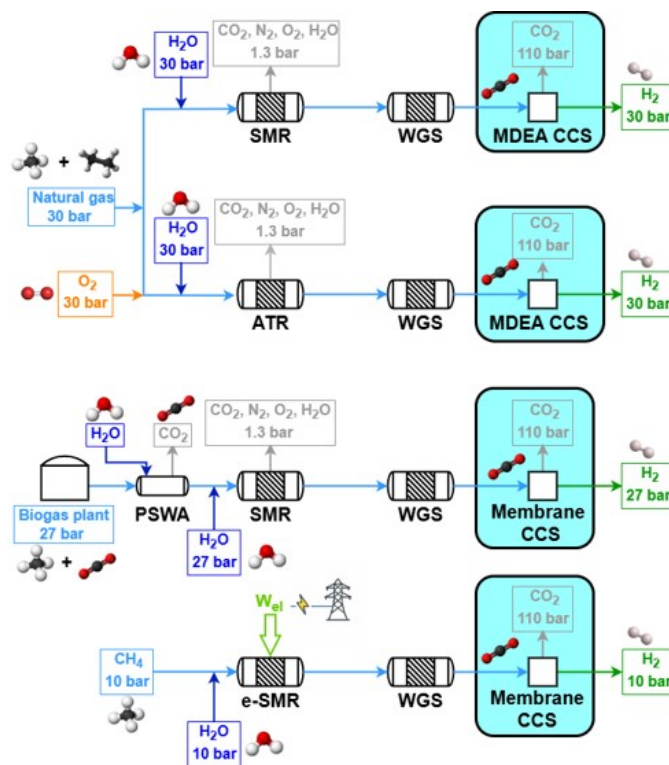 H₂O
30 bar
CO₂, N₂, O₂, H₂O
1.3 bar
CO₂
110 bar
SMR
WGS
MDEA CCS
H₂
30 bar
+
Natural gas
30 bar
H₂O
30 bar
CO₂, N₂, O₂, H₂O
1.3 bar
CO₂
110 bar
O₂
30 bar
ATR
WGS
MDEA CCS
H₂
30 bar
H₂O
CO₂
CO₂, N₂, O₂, H₂O
1.3 bar
CO₂
110 bar
Biogas plant
27 bar
+
PSWA
H₂O
27 bar
SMR
WGS
Membrane
CCS
H₂
27 bar
Wel
CO₂
110 bar
CH₄
10 bar
H₂O
10 bar
e-SMR
WGS
Membrane
CCS
H₂
10 bar